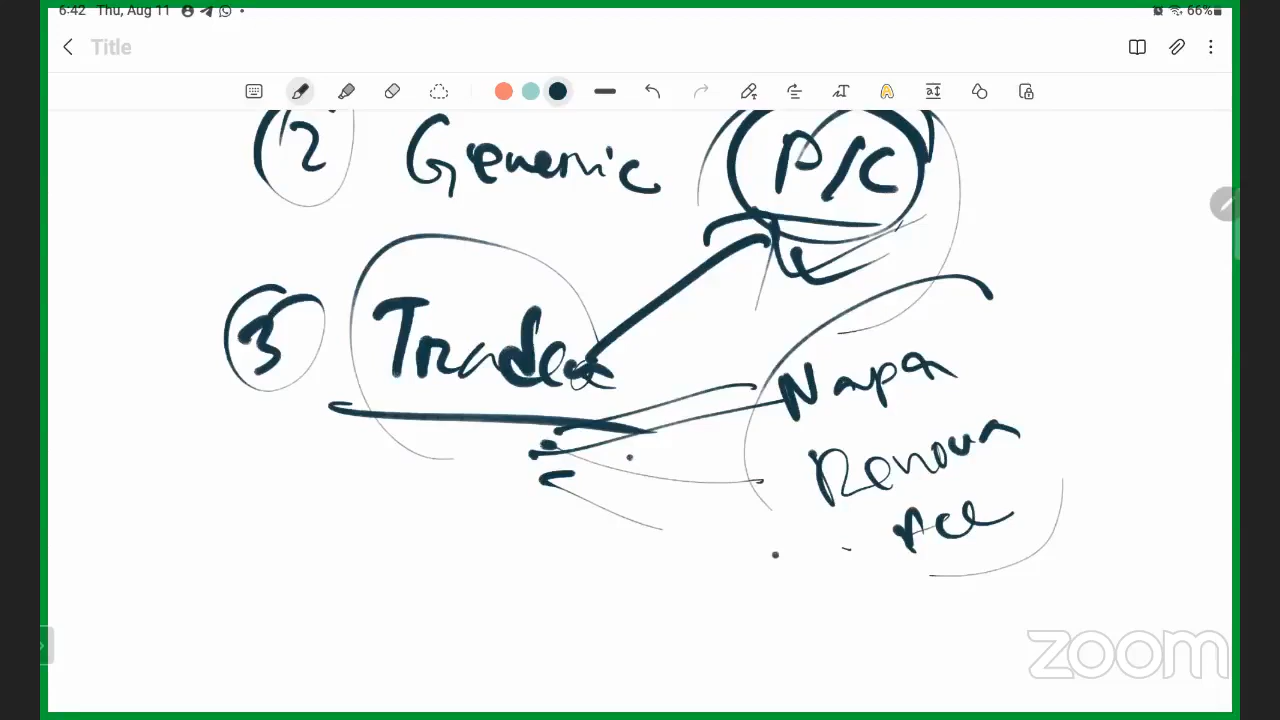 6:42 Thu, Aug 11 66%
Title
2 Generic P/C
3 Trade
Napa
Renova
Ace
zoom